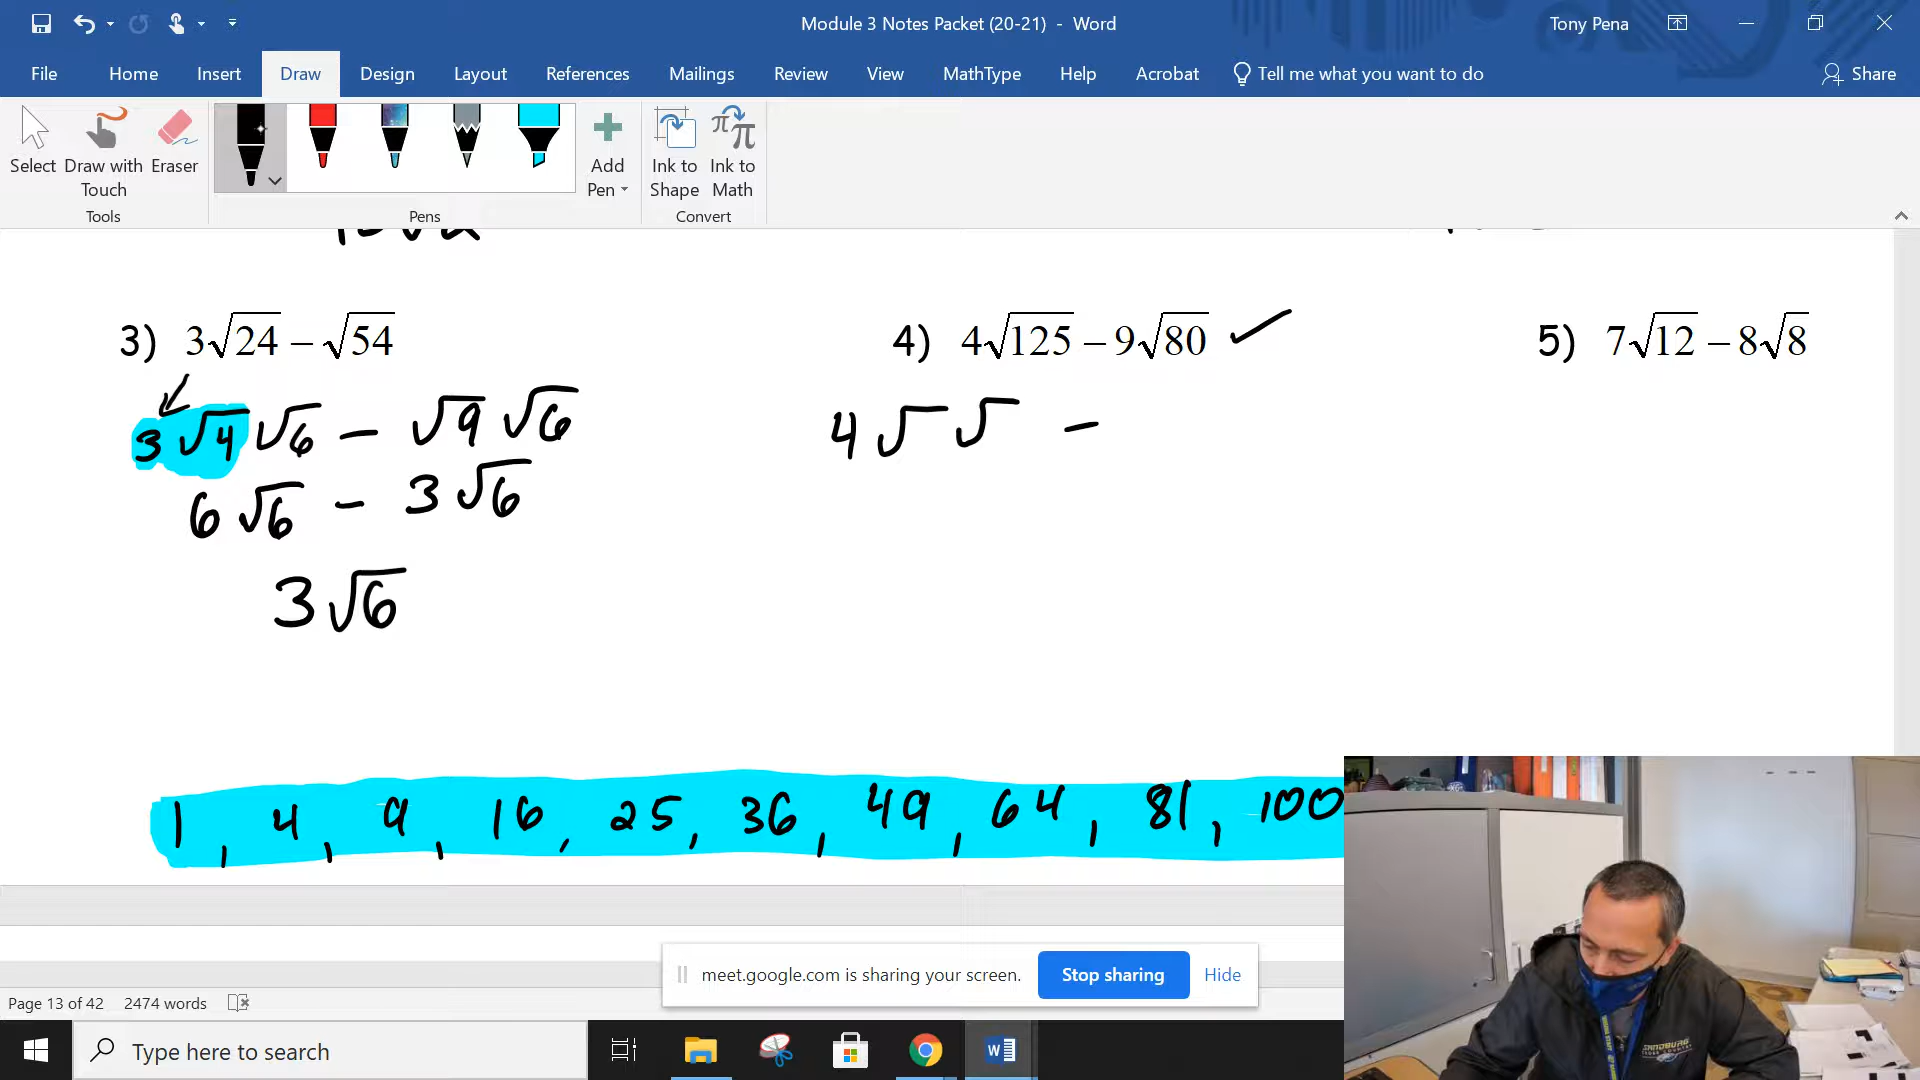 Module 3 Notes Packet (20-21) - Word
Tony Pena
File Home Insert Draw Design Layout References Mailings Review View MathType Help Acrobat Tell me what you want to do Share
Select Draw with Touch Eraser
Add Pen
Ink to Shape Ink to Math
Tools Pens Convert
3) 3√24 – √54
4) 4√125 – 9√80 ✓
5) 7√12 – 8√8
3 √4 √6 – √9 √6
4 √ √ –
6 √6 – 3 √6
3 √6
1, 4, 9, 16, 25, 36, 49, 64, 81, 100
meet.google.com is sharing your screen. Stop sharing Hide
Page 13 of 42 2474 words
Type here to search